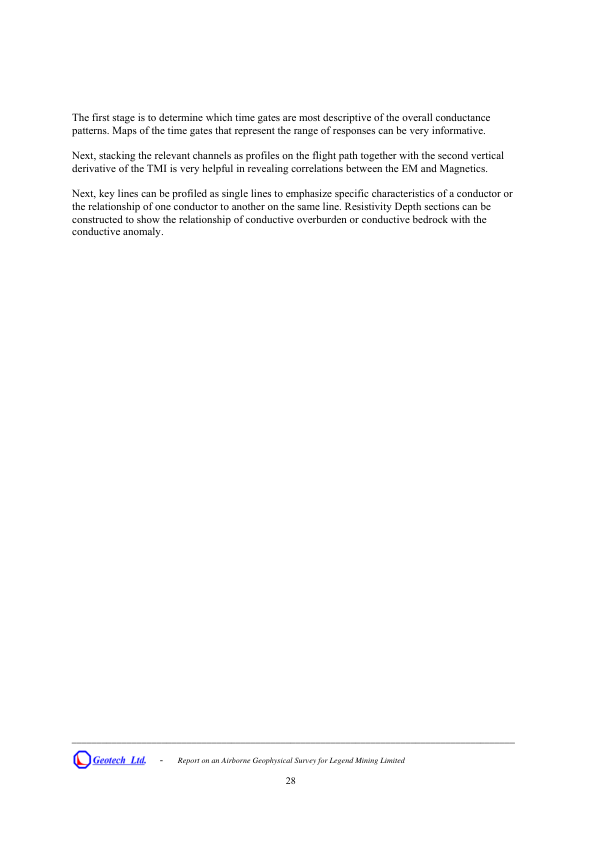 The first stage is to determine which time gates are most descriptive of the overall conductance
patterns. Maps of the time gates that represent the range of responses can be very informative.
Next, stacking the relevant channels as profiles on the flight path together with the second vertical
derivative of the TMI is very helpful in revealing correlations between the EM and Magnetics.
Next, key lines can be profiled as single lines to emphasize specific characteristics of a conductor or
the relationship of one conductor to another on the same line. Resistivity Depth sections can be
constructed to show the relationship of conductive overburden or conductive bedrock with the
conductive anomaly.
Geotech Ltd. - Report on an Airborne Geophysical Survey for Legend Mining Limited
28